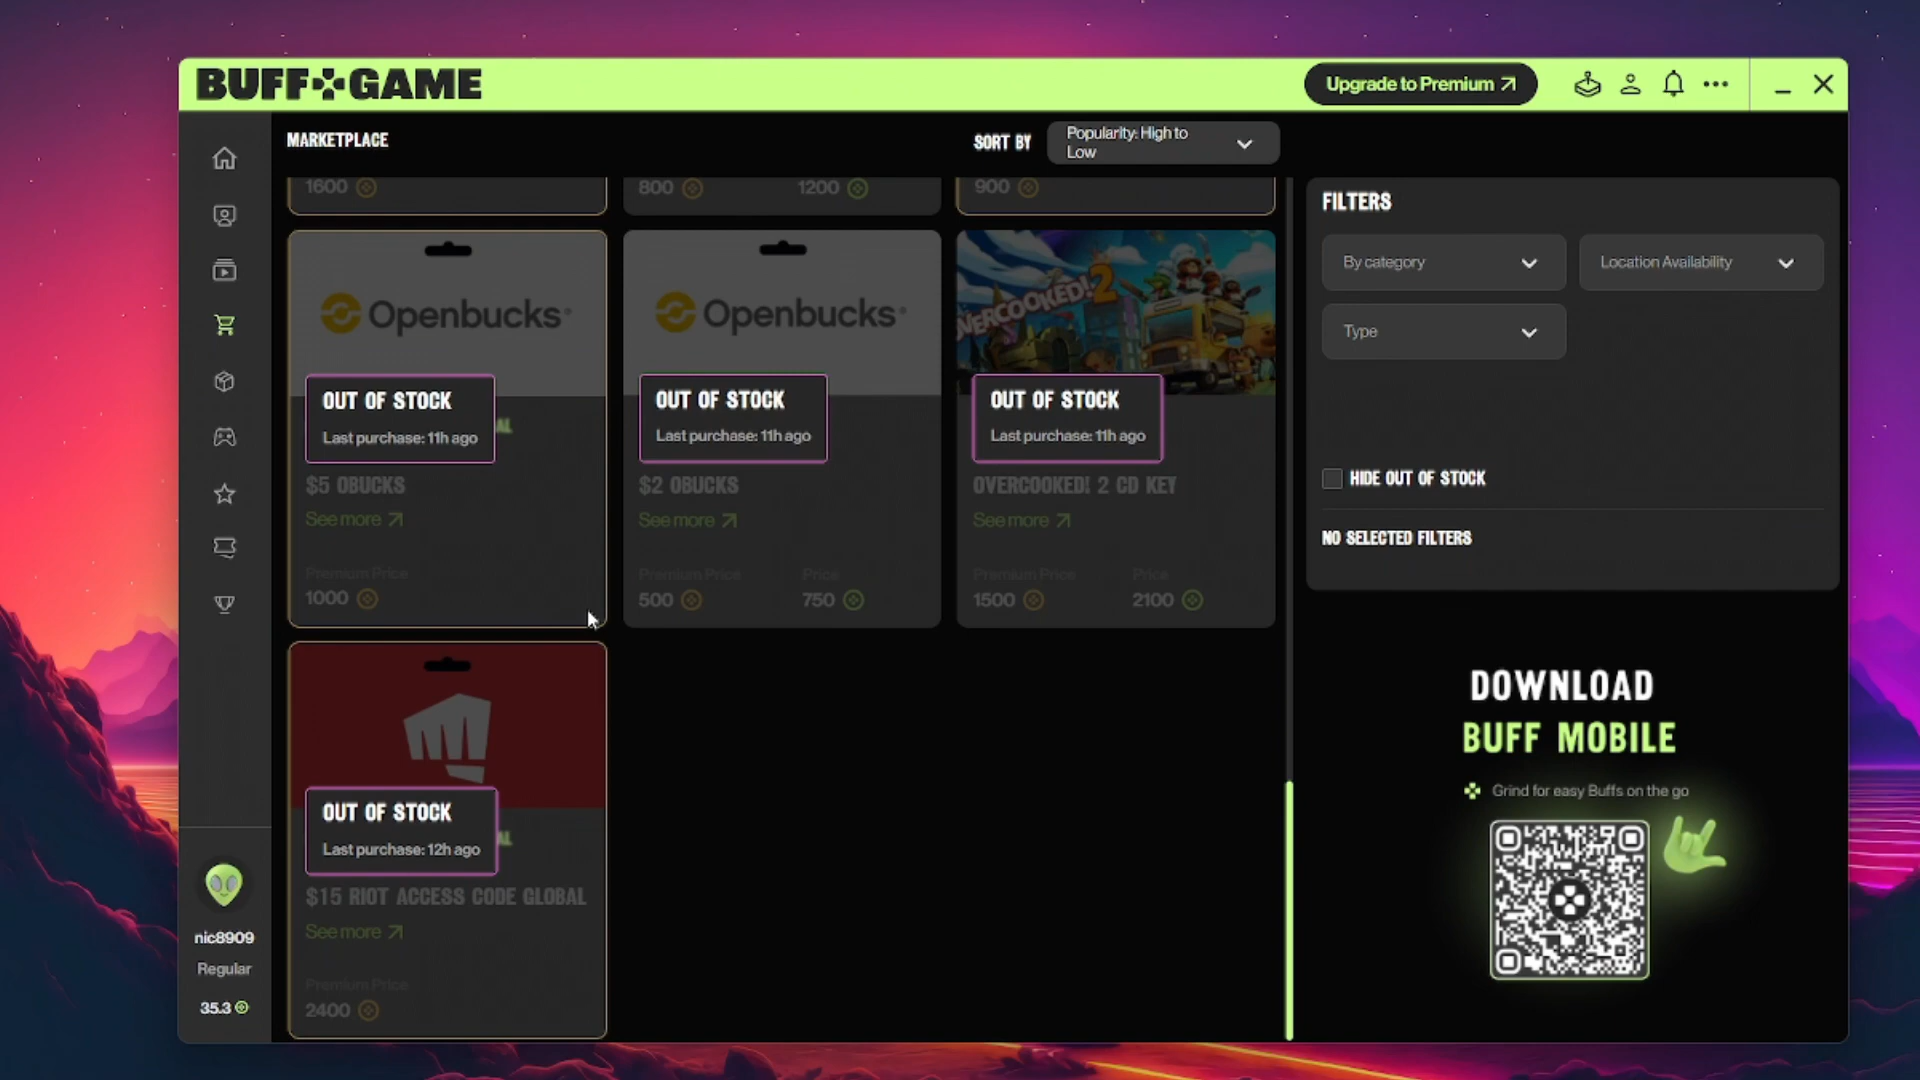 BUFF GAME
Upgrade to Premium
MARKETPLACE
SORT BY
Popularity: High to
Low
1600
800
1200
900
FILTERS
By category
Location Availability
Type
HIDE OUT OF STOCK
NO SELECTED FILTERS
Openbucks
OUT OF STOCK
Last purchase: 11h ago
AL
$5 OBUCKS
See more
Premium Price
1000
Openbucks
OUT OF STOCK
Last purchase: 11h ago
$2 OBUCKS
See more
Premium Price
Price
500
750
OVERCOOKED! 2
OUT OF STOCK
Last purchase: 11h ago
OVERCOOKED! 2 CD KEY
See more
Premium Price
Price
1500
2100
OUT OF STOCK
Last purchase: 12h ago
AL
$15 RIOT ACCESS CODE GLOBAL
See more
Premium Price
2400
DOWNLOAD
BUFF MOBILE
Grind for easy Buffs on the go
nic8909
Regular
35.3